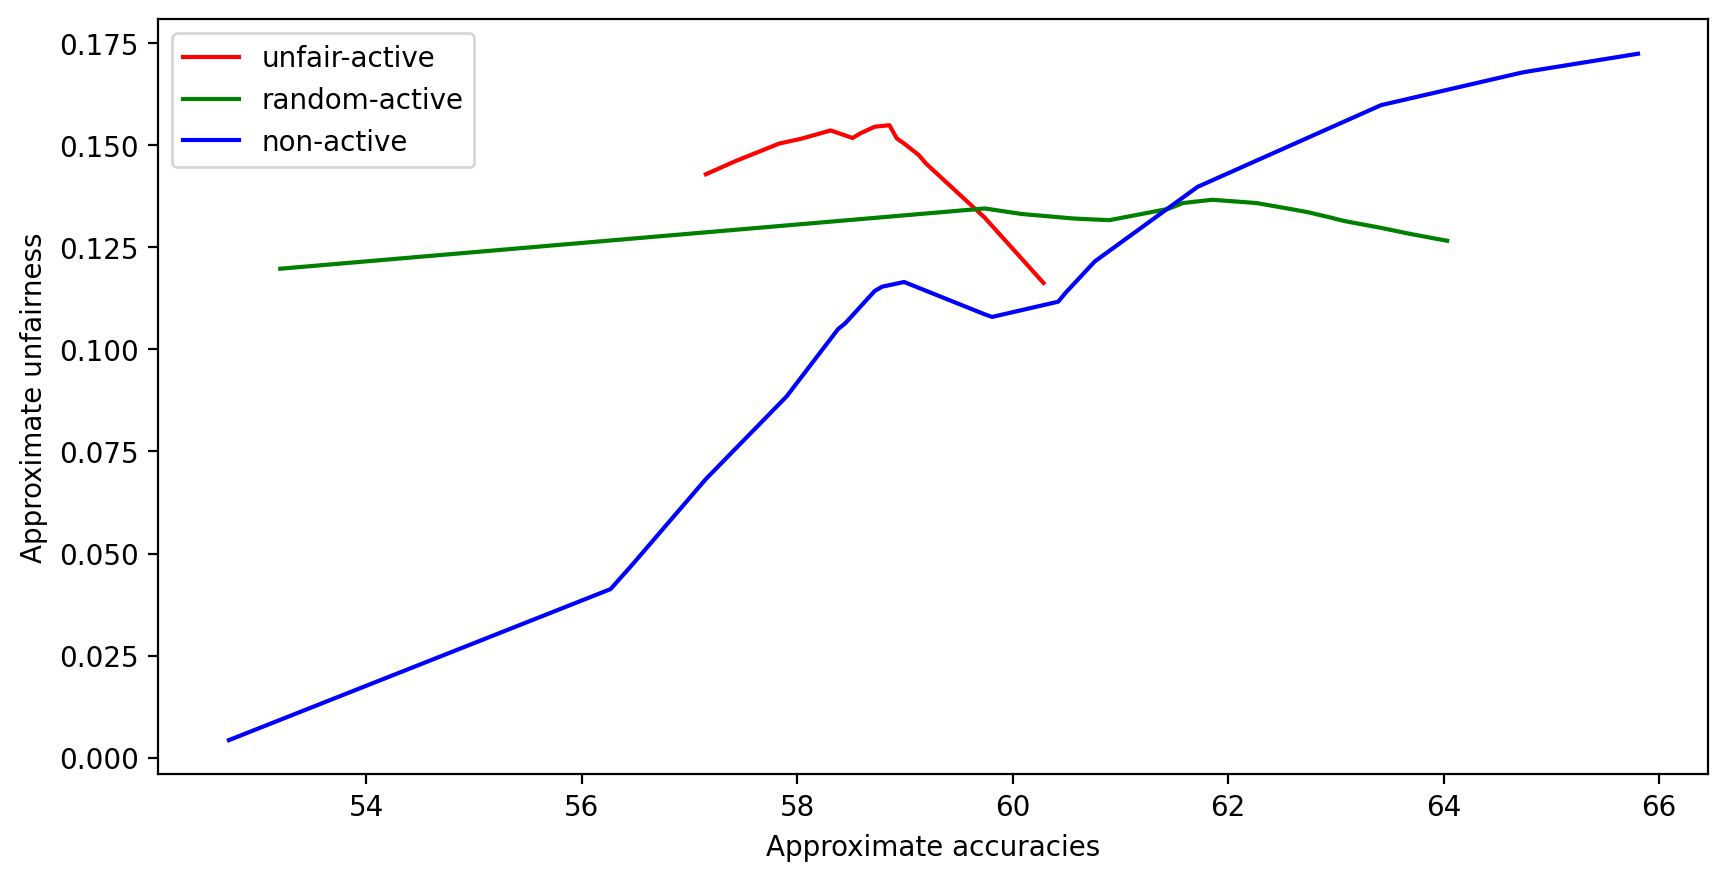 unfair-active
random-active
non-active
0.175
0.150
0.125
0.100
0.075
0.050
0.025
0.000
Approximate unfairness
54 56 58 60 62 64 66
Approximate accuracies